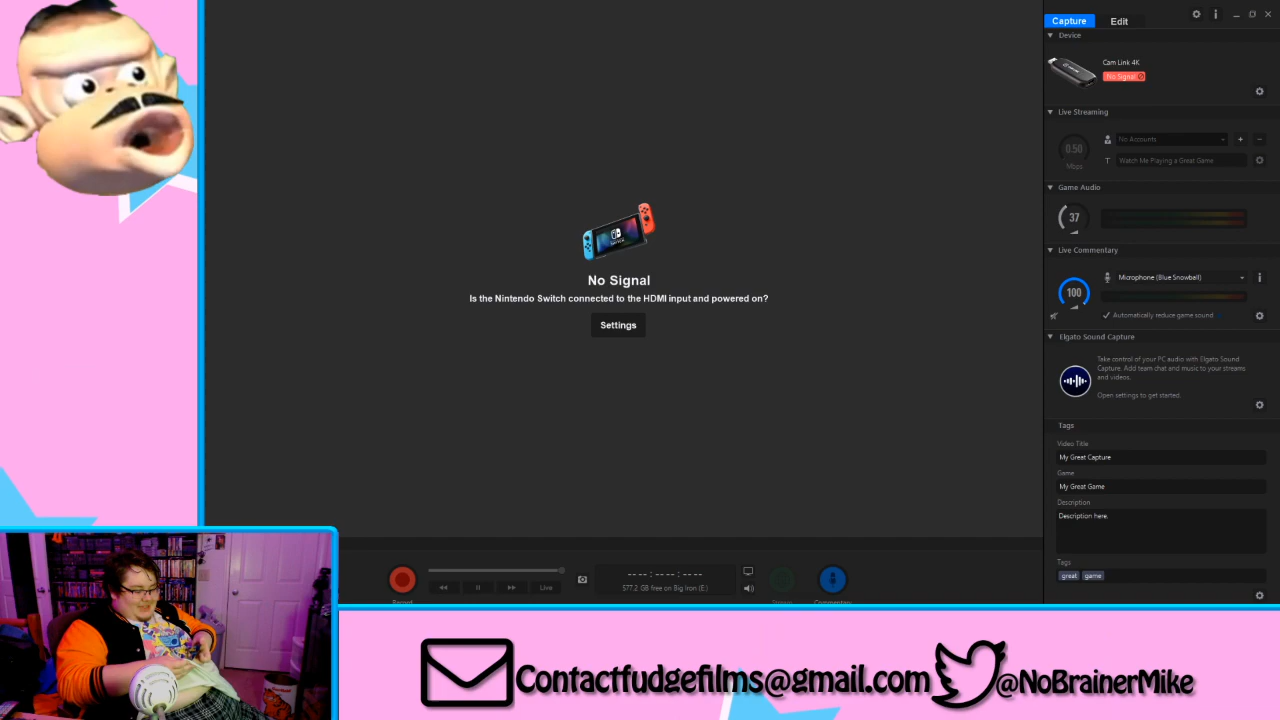 Capture
Edit
Device
Cam Link 4K
No Signal
Live Streaming
0.50
Mbps
No Accounts
T
Watch Me Playing a Great Game
Game Audio
37
Live Commentary
100
Microphone (Blue Snowball)
Automatically reduce game sound
Elgato Sound Capture
Take control of your PC audio with Elgato Sound
Capture. Add team chat and music to your streams
and videos.
Open settings to get started.
Tags
Video Title
My Great Capture
Game
My Great Game
Description
Description here.
Tags
great game
No Signal
Is the Nintendo Switch connected to the HDMI input and powered on?
Settings
Record
Live
-- -- : -- -- : -- --
577.2 GB free on Big Iron (E:)
Stream
Commentary
Contactfudgefilms@gmail.com
@NoBrainerMike